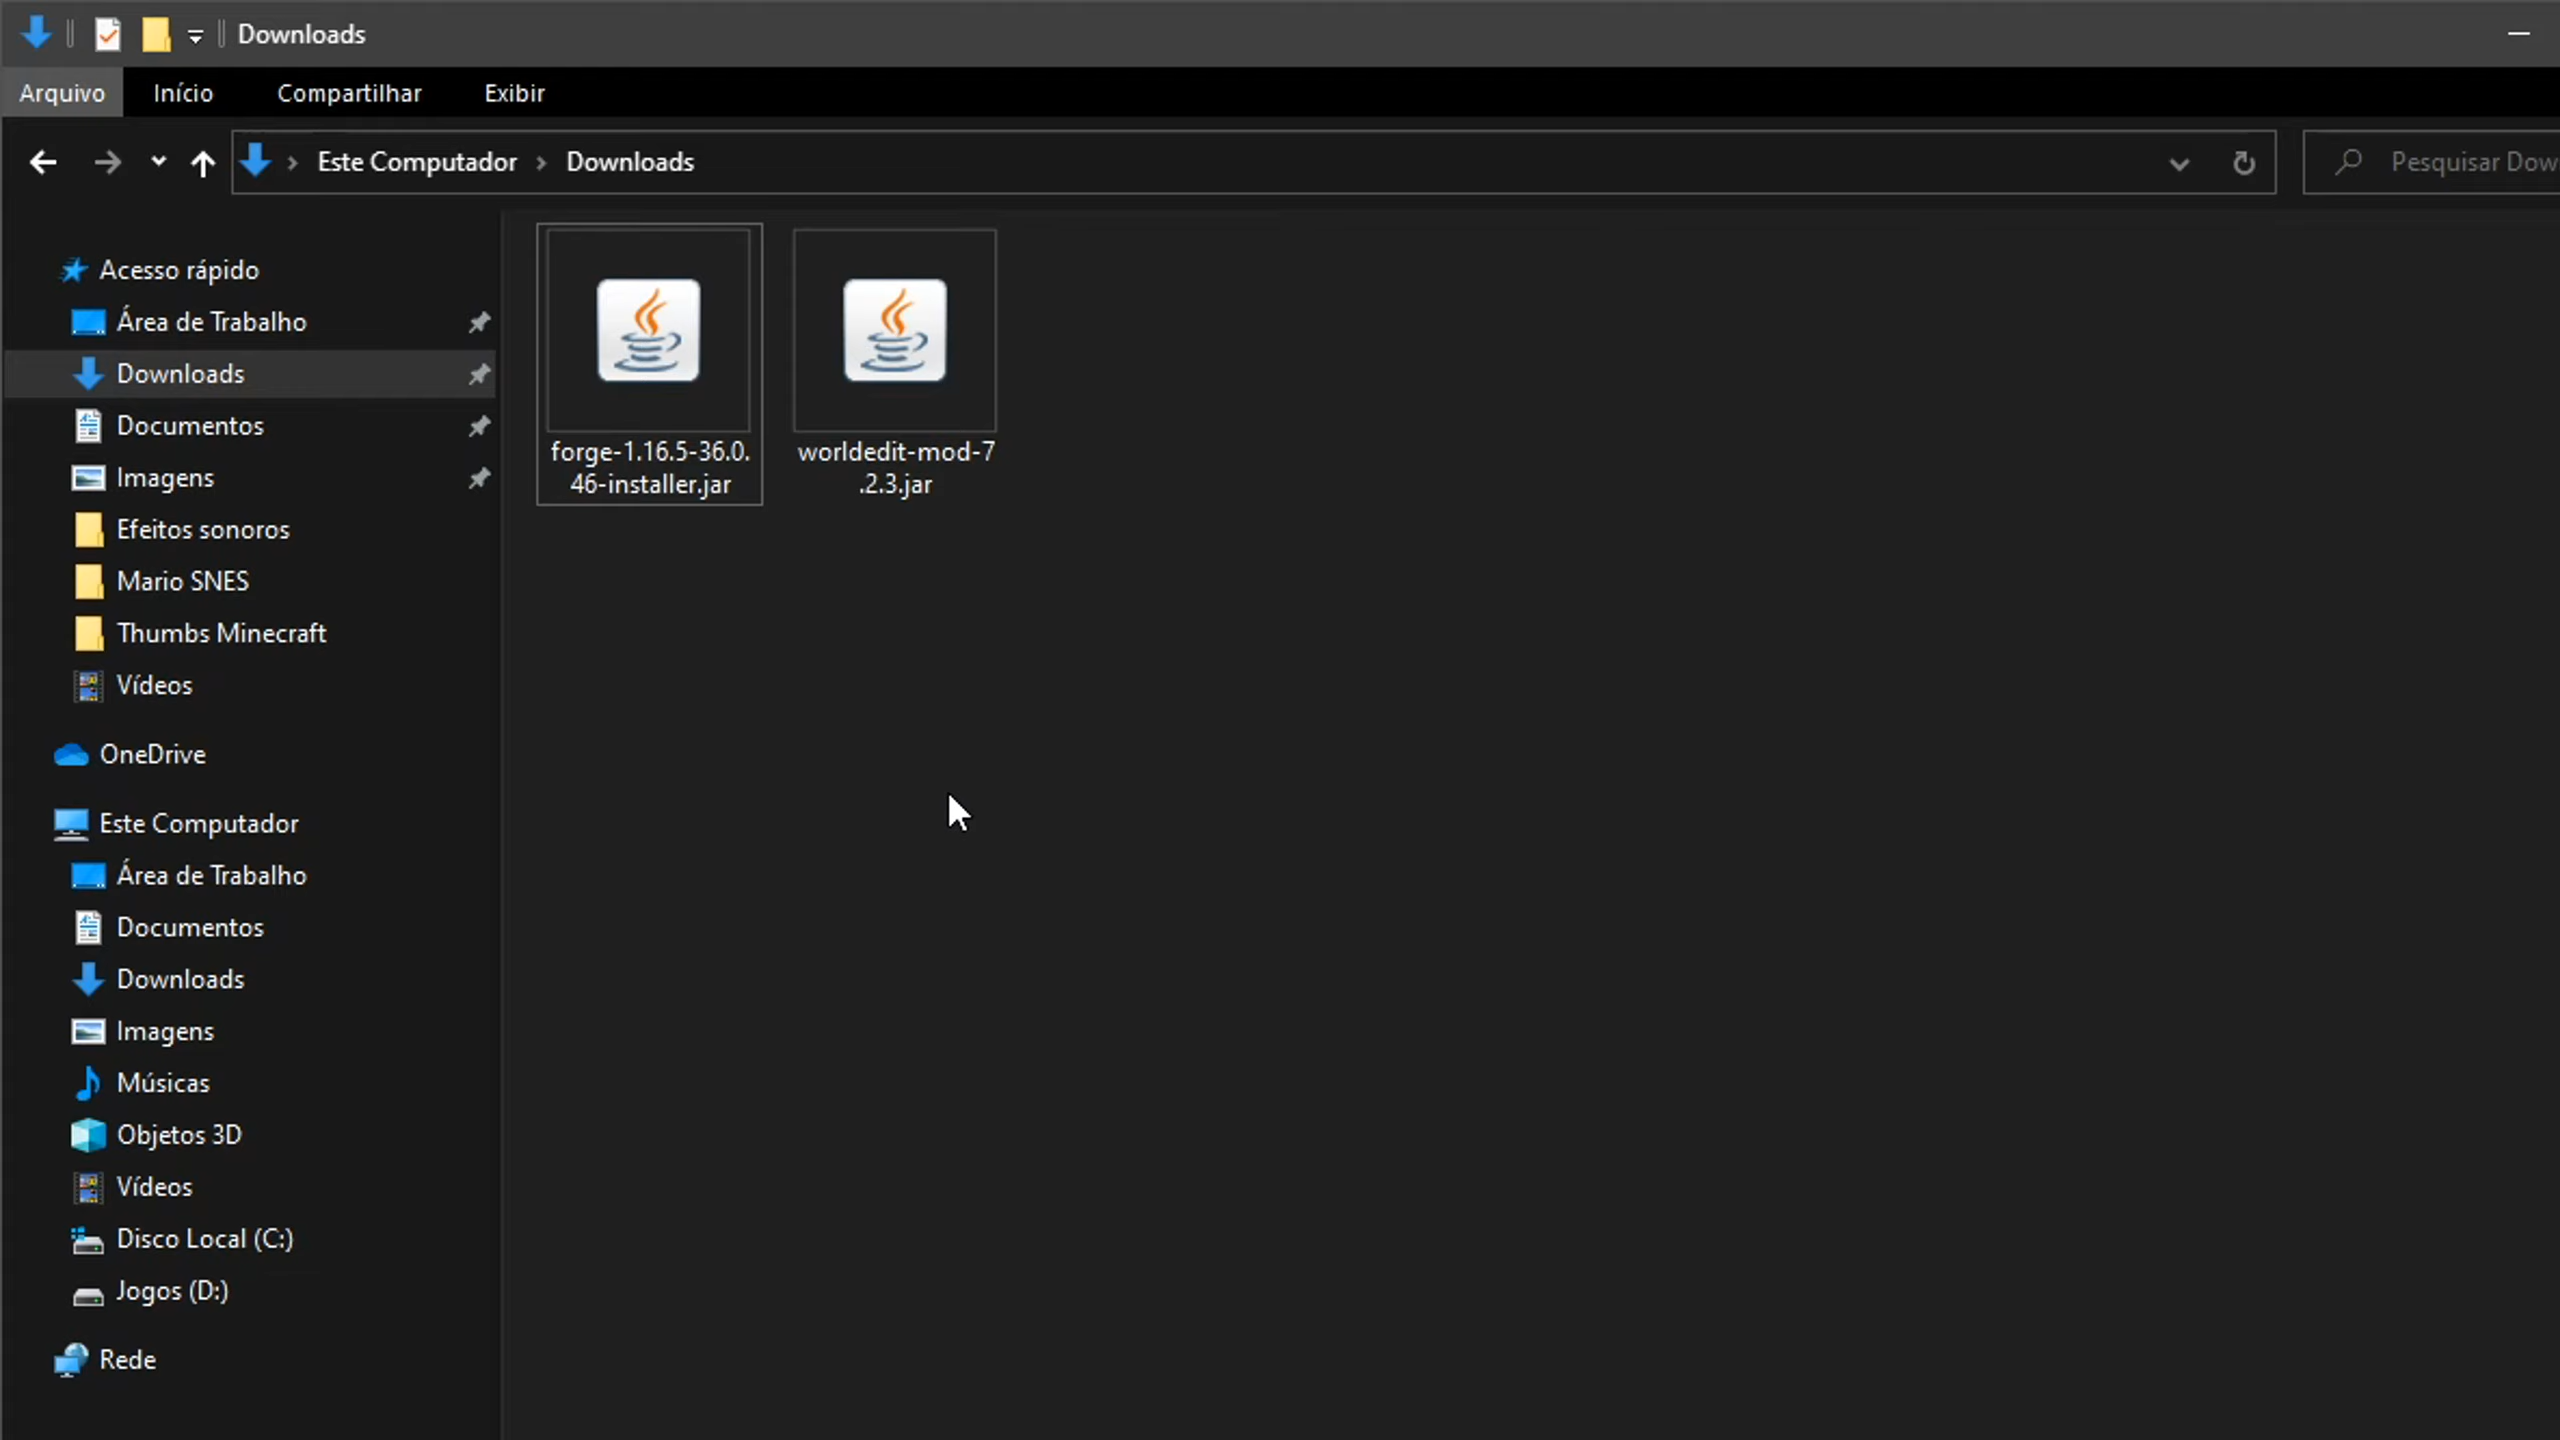 Downloads
Arquivo
Início
Compartilhar
Exibir
Este Computador
Downloads
Pesquisar Dow
Acesso rápido
Área de Trabalho
Downloads
Documentos
Imagens
Efeitos sonoros
Mario SNES
Thumbs Minecraft
Vídeos
OneDrive
Este Computador
Área de Trabalho
Documentos
Downloads
Imagens
Músicas
Objetos 3D
Vídeos
Disco Local (C:)
Jogos (D:)
Rede
forge-1.16.5-36.0.
46-installer.jar
worldedit-mod-7
.2.3.jar